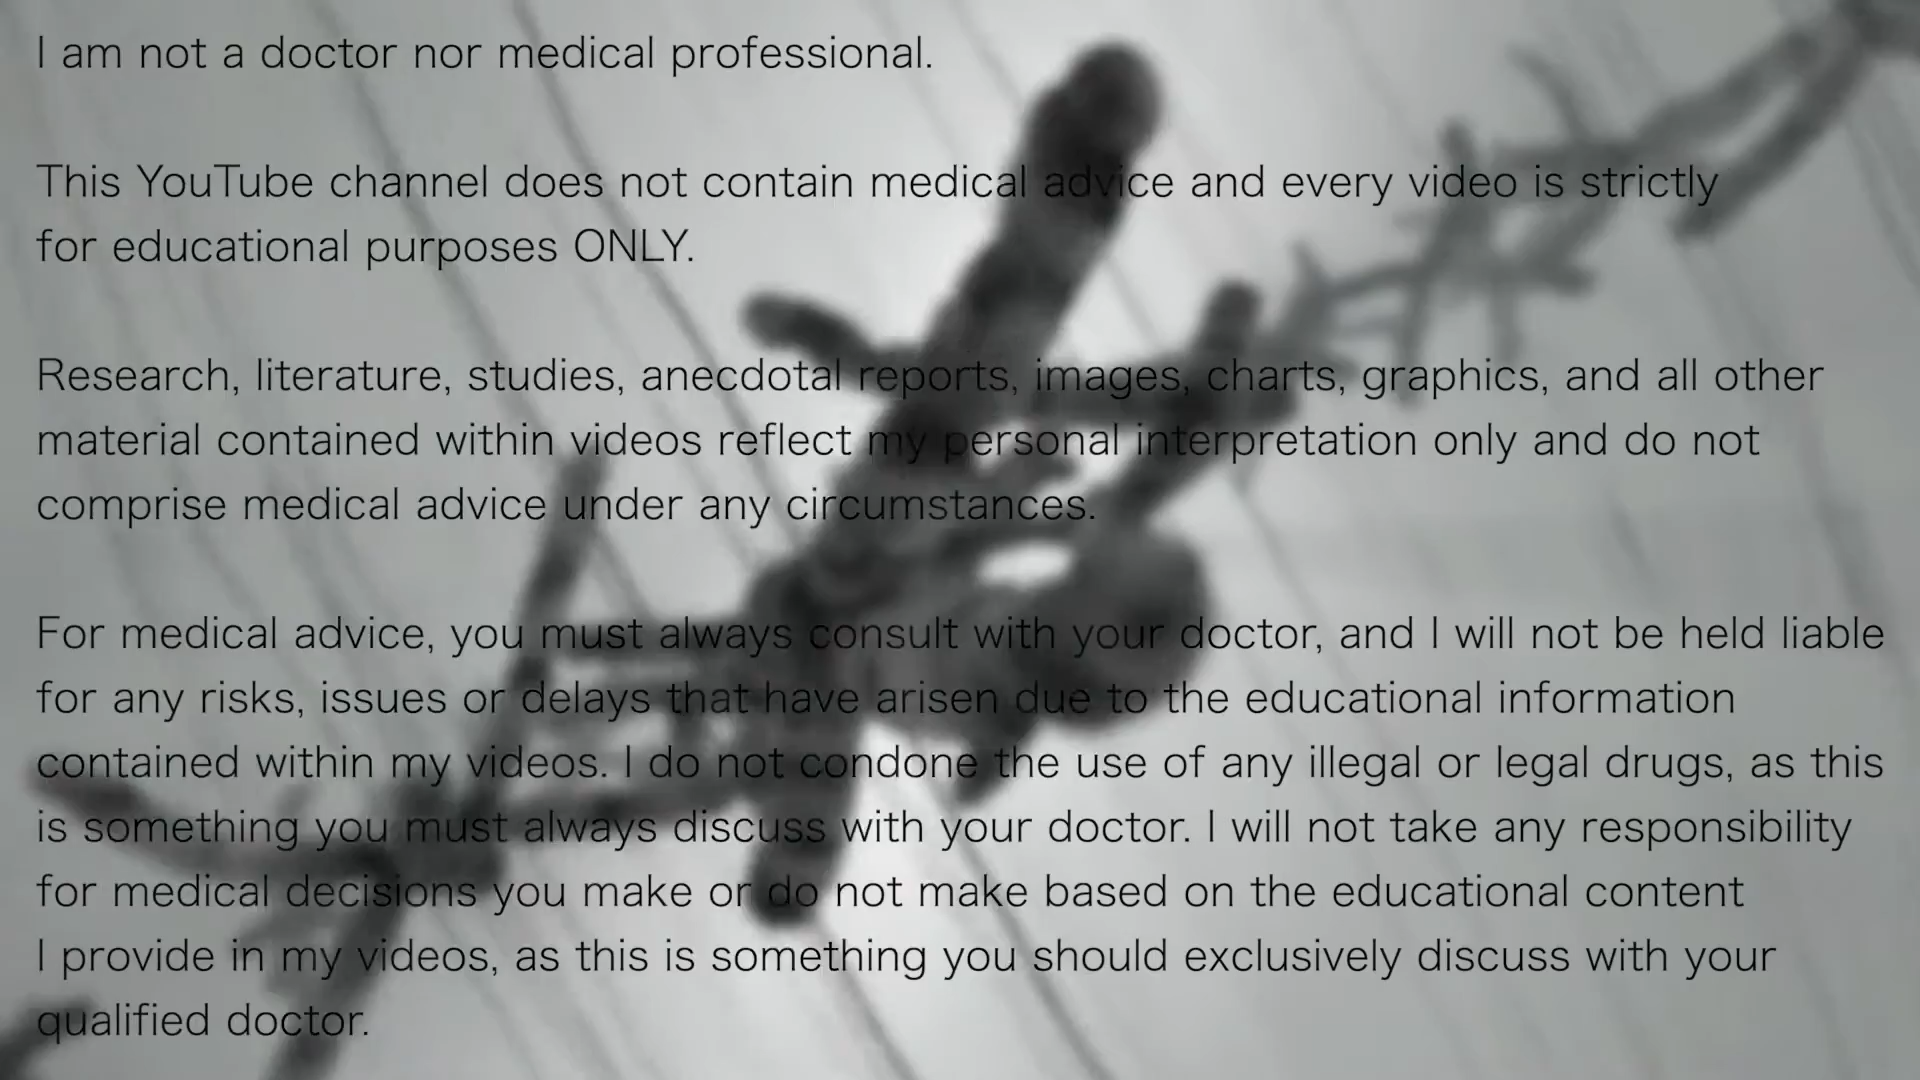 I am not a doctor nor medical professional.
This YouTube channel does not contain medical advice and every video is strictly
for educational purposes ONLY.
Research, literature, studies, anecdotal reports, images, charts, graphics, and all other
material contained within videos reflect my personal interpretation only and do not
comprise medical advice under any circumstances.
For medical advice, you must always consult with your doctor, and I will not be held liable
for any risks, issues or delays that have arisen due to the educational information
contained within my videos. I do not condone the use of any illegal or legal drugs, as this
is something you must always discuss with your doctor. I will not take any responsibility
for medical decisions you make or do not make based on the educational content
I provide in my videos, as this is something you should exclusively discuss with your
qualified doctor.